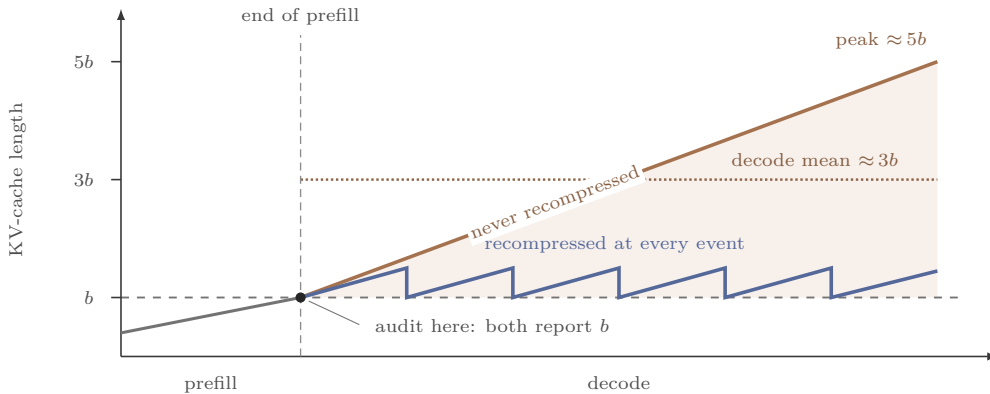 end of prefill
peak ≈ 5b
5b
KV-cache length
decode mean ≈ 3b
3b
never recompressed
recompressed at every event
b
audit here: both report b
prefill
decode